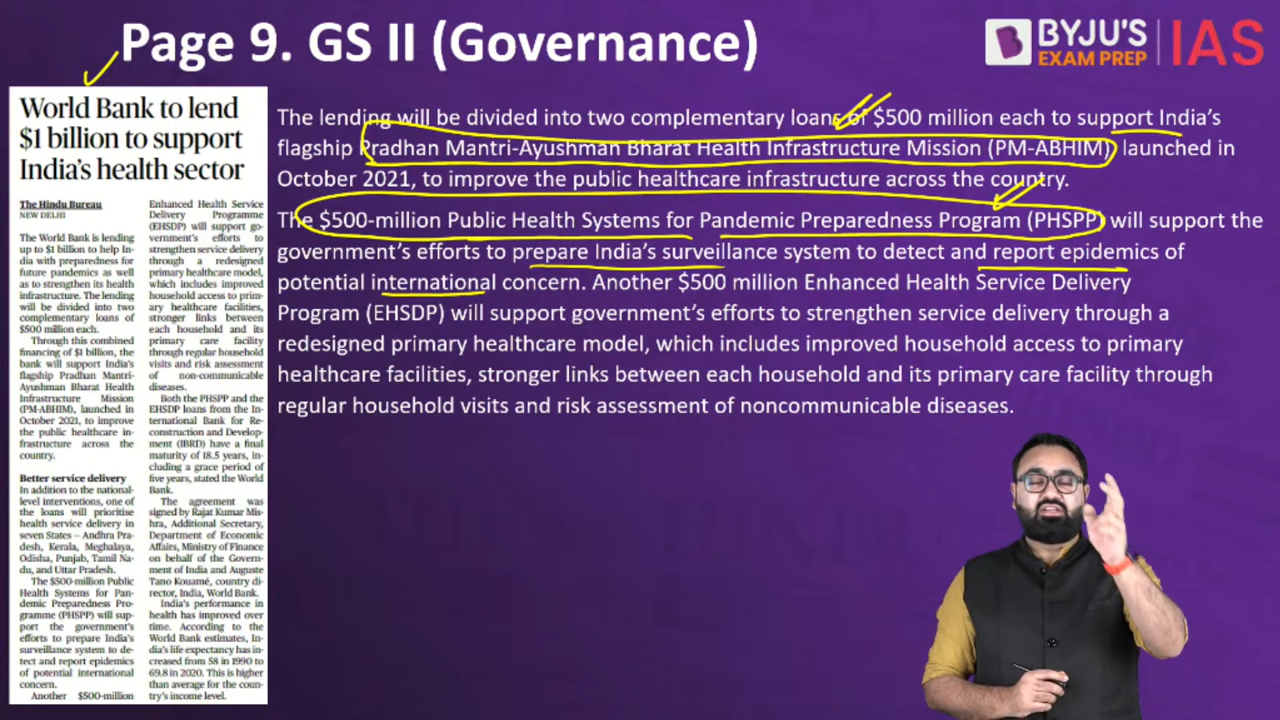 Page 9. GS II (Governance)
BYJU'S
EXAM PREP
IAS
World Bank to lend
$1 billion to support
India's health sector
The Hindu Bureau
NEW DELHI
The World Bank is lending
up to $1 billion to help In-
dia with preparedness for
future pandemics as well
as to strengthen its health
infrastructure. The lending
will be divided into two
complementary loans of
$500 million each.
Through this combined
financing of $1 billion, the
bank will support India's
flagship Pradhan Mantri-
Ayushman Bharat Health
Infrastructure Mission
(PM-ABHIM), launched in
October 2021, to improve
the public healthcare in-
frastructure across the
country.
Better service delivery
In addition to the national-
level interventions, one of
the loans will prioritise
health service delivery in
seven States – Andhra Pra-
desh, Kerala, Meghalaya,
Odisha, Punjab, Tamil Na-
du, and Uttar Pradesh.
The $500-million Public
Health Systems for Pan-
demic Preparedness Pro-
gramme (PHSPP) will sup-
port the government's
efforts to prepare India's
surveillance system to de-
tect and report epidemics
of potential international
concern.
Another $500-million
Enhanced Health Service
Delivery Programme
(EHSDP) will support go-
vernment's efforts to
strengthen service delivery
through a redesigned
primary healthcare model,
which includes improved
household access to prim-
ary healthcare facilities,
stronger links between
each household and its
primary care facility
through regular household
visits and risk assessment
of non-communicable
diseases.
Both the PHSPP and the
EHSDP loans from the In-
ternational Bank for Re-
construction and Develop-
ment (IBRD) have a final
maturity of 18.5 years, in-
cluding a grace period of
five years, stated the World
Bank.
The agreement was
signed by Rajat Kumar Mis-
hra, Additional Secretary,
Department of Economic
Affairs, Ministry of Finance
on behalf of the Govern-
ment of India and Auguste
Tano Kouamé, country di-
rector, India, World Bank.
India's performance in
health has improved over
time. According to the
World Bank estimates, In-
dia's life expectancy has in-
creased from 58 in 1990 to
69.8 in 2020. This is higher
than average for the coun-
try's income level.
The lending will be divided into two complementary loans of $500 million each to support India's
flagship Pradhan Mantri-Ayushman Bharat Health Infrastructure Mission (PM-ABHIM), launched in
October 2021, to improve the public healthcare infrastructure across the country.
The $500-million Public Health Systems for Pandemic Preparedness Program (PHSPP) will support the
government's efforts to prepare India's surveillance system to detect and report epidemics of
potential international concern. Another $500 million Enhanced Health Service Delivery
Program (EHSDP) will support government's efforts to strengthen service delivery through a
redesigned primary healthcare model, which includes improved household access to primary
healthcare facilities, stronger links between each household and its primary care facility through
regular household visits and risk assessment of noncommunicable diseases.